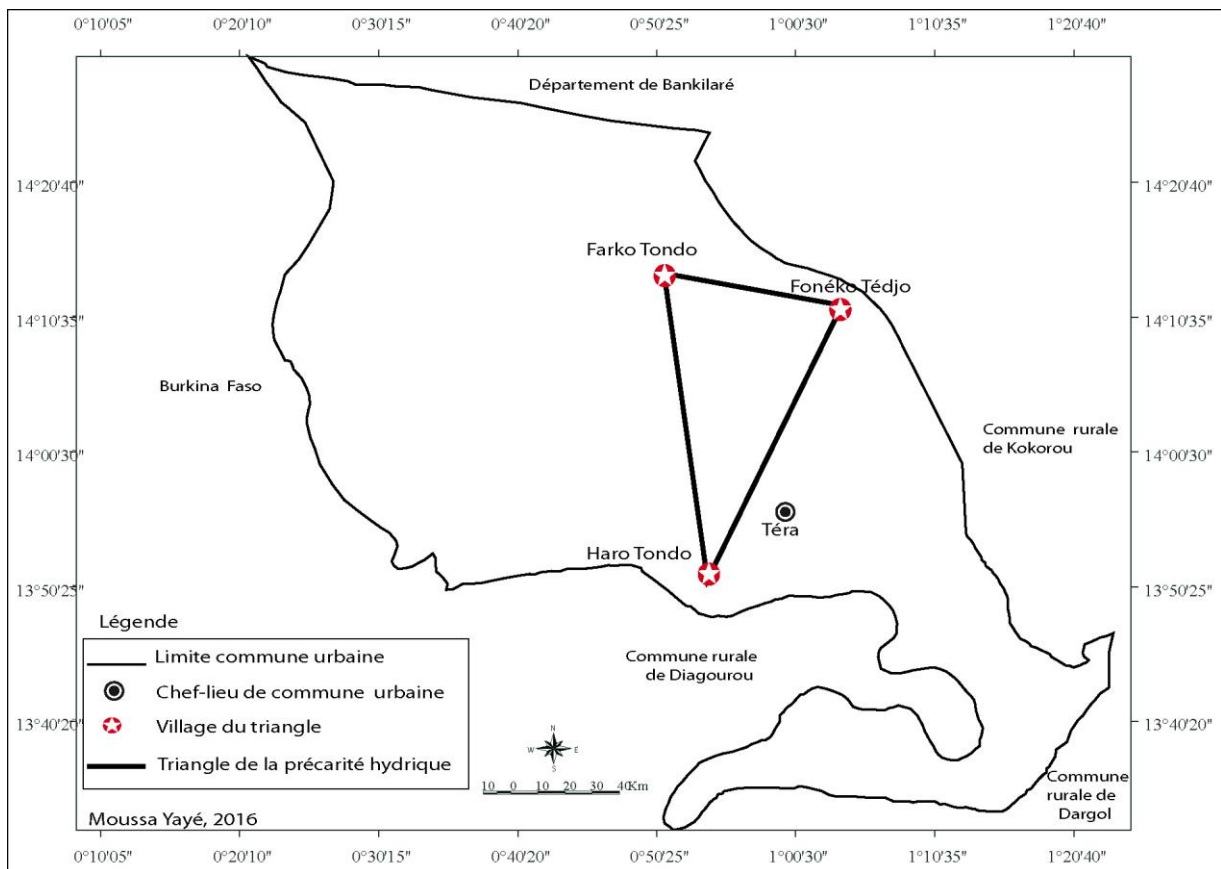 0°10'05" 0°20'10" 0°30'15" 0°40'20" 0°50'25" 1°00'30" 1°10'35" 1°20'40"
Département de Bankilaré
14°20'40" 14°20'40"
Farko Tondo
Fonéko Tédjo
14°10'35" 14°10'35"
Burkina Faso
Commune rurale
de Kokorou
14°00'30" 14°00'30"
Téra
Haro Tondo
13°50'25" 13°50'25"
Légende
Limite commune urbaine
Chef-lieu de commune urbaine
Village du triangle
Triangle de la précarité hydrique
Commune rurale
de Diagourou
13°40'20" 13°40'20"
N
W E
S
10 0 10 20 30 40Km
Commune
rurale de
Dargol
Moussa Yayé, 2016
0°10'05" 0°20'10" 0°30'15" 0°40'20" 0°50'25" 1°00'30" 1°10'35" 1°20'40"